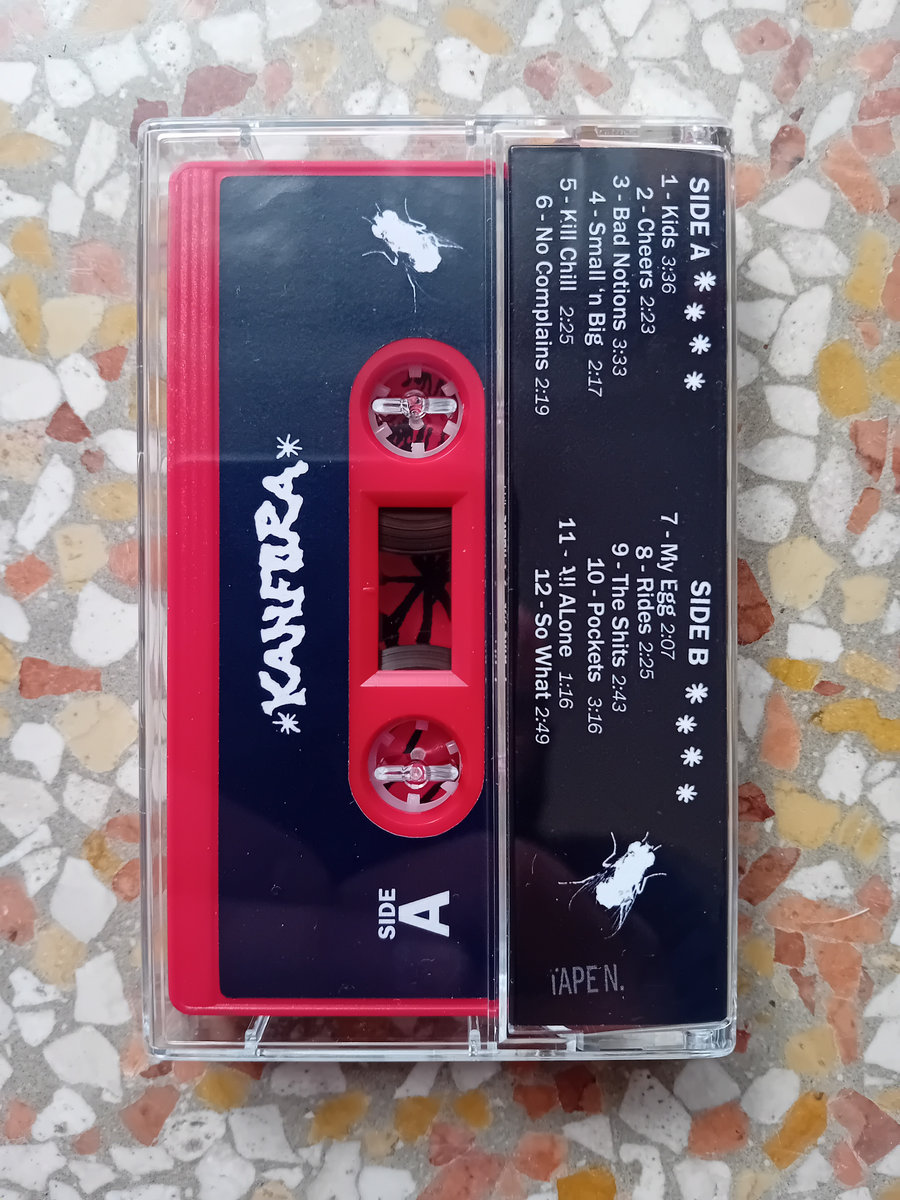 *KANFURA*
SIDE
A
SIDE A * * * *
1 - Kids 3:36
2 - Cheers 2:23
3 - Bad Notions 3:33
4 - Small 'n Big 2:17
5 - Kill Chill 2:25
6 - No Complains 2:19
SIDE B * * * *
7 - My Egg 2:07
8 - Rides 2:25
9 - The Shits 2:43
10 - Pockets 3:16
11 - ALone 1:16
12 - So What 2:49
TAPE N.